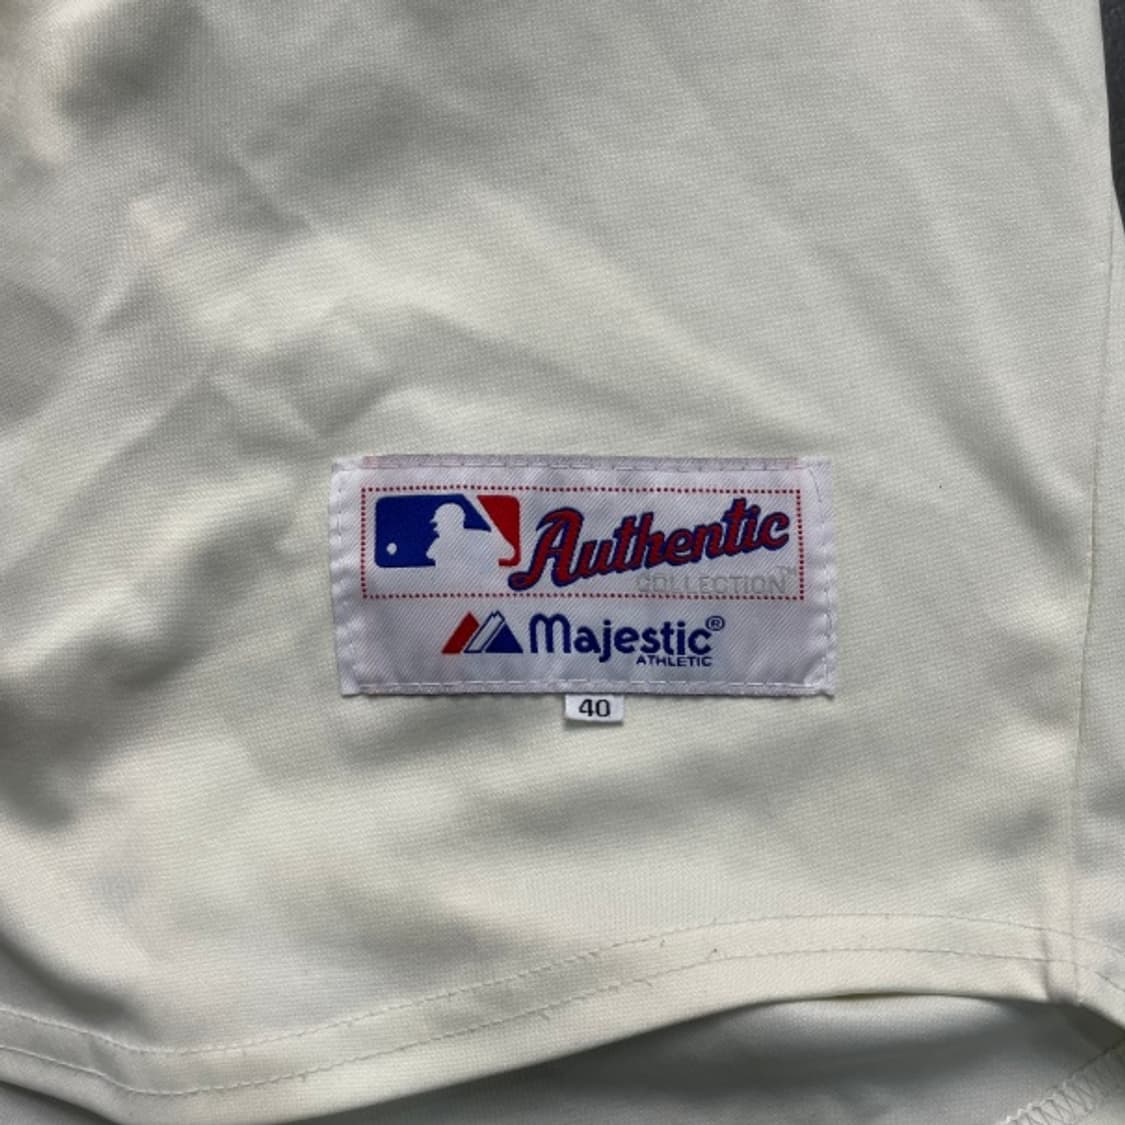 Authentic
COLLECTION™
Majestic®
ATHLETIC
40